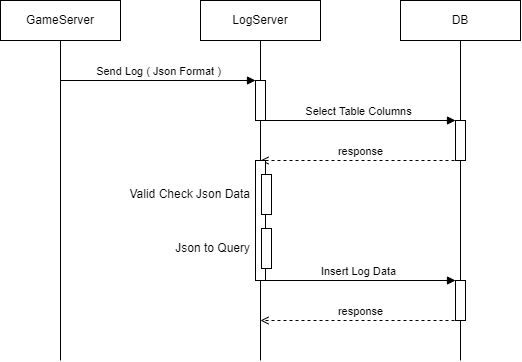 GameServer
LogServer
DB
Send Log ( Json Format )
Select Table Columns
response
Valid Check Json Data
Json to Query
Insert Log Data
response